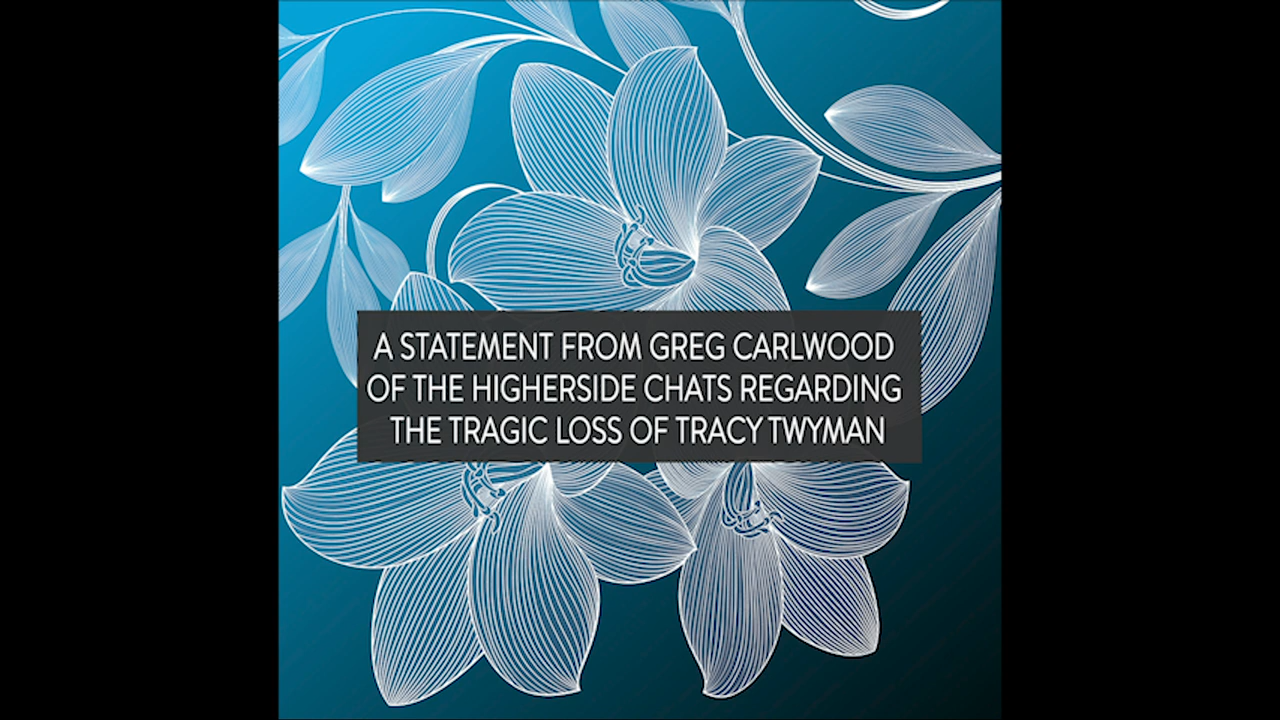 A STATEMENT FROM GREG CARLWOOD
OF THE HIGHERSIDE CHATS REGARDING
THE TRAGIC LOSS OF TRACY TWYMAN